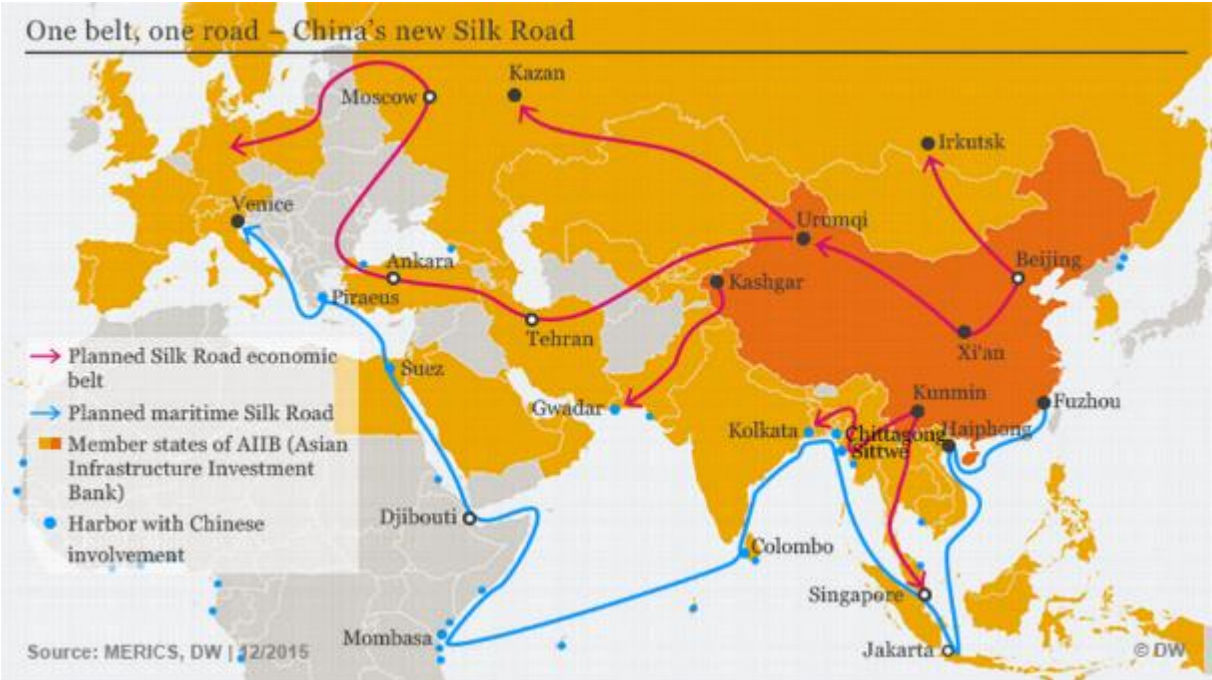 One belt, one road – China's new Silk Road
Kazan
Moscow
Irkutsk
Venice
Urumqi
Ankara
Beijing
Kashgar
Piraeus
Tehran
Xi'an
Planned Silk Road economic
belt
Suez
Kunmin
Gwadar
Fuzhou
Planned maritime Silk Road
Kolkata
Chittagong
Haiphong
Member states of AIIB (Asian
Infrastructure Investment
Bank)
Sittwe
Djibouti
Harbor with Chinese
involvement
Colombo
Singapore
Mombasa
Jakarta
Source: MERICS, DW | 12/2015
© DW